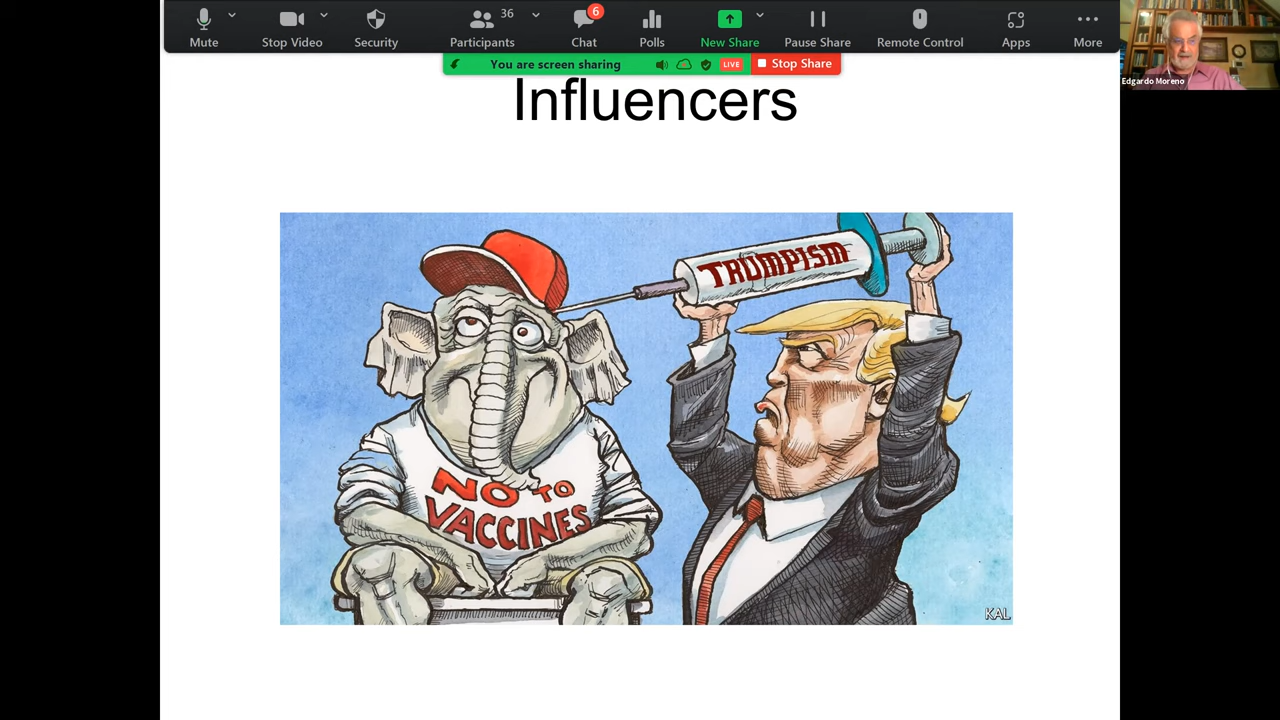 36
6
Mute
Stop Video
Security
Participants
Chat
Polls
New Share
Pause Share
Remote Control
Apps
More
You are screen sharing
LIVE
Stop Share
Edgardo Moreno
Influencers
TRUMPISM
NO TO
VACCINES
KAL